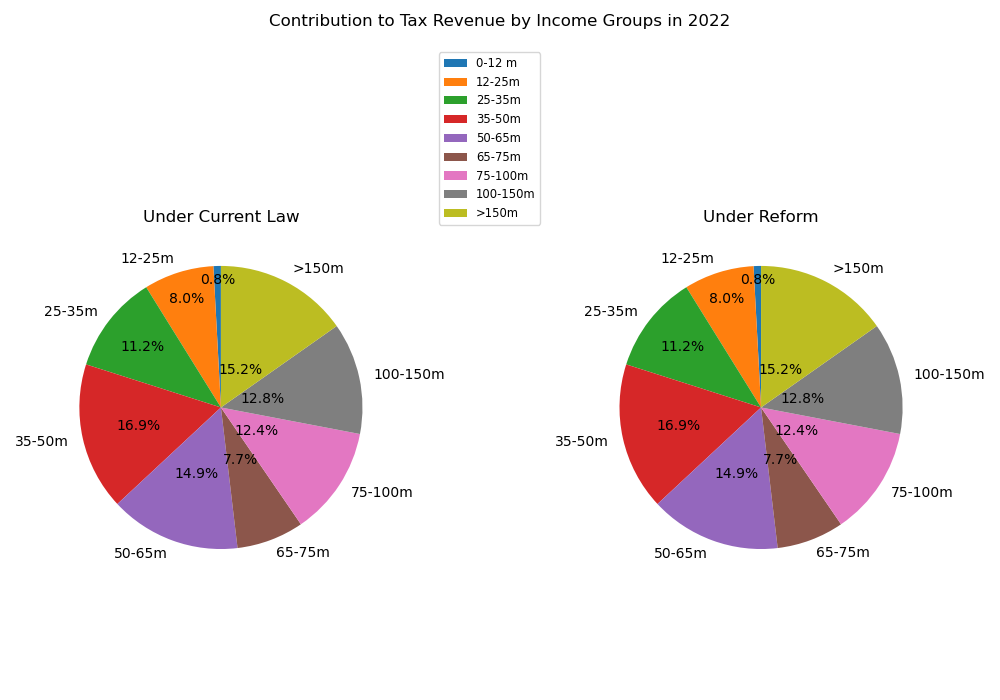 Contribution to Tax Revenue by Income Groups in 2022
0-12 m
12-25m
25-35m
35-50m
50-65m
65-75m
75-100m
100-150m
>150m
Under Current Law
12-25m
>150m
0.8%
8.0%
25-35m
11.2%
15.2%
100-150m
12.8%
16.9%
12.4%
35-50m
7.7%
14.9%
75-100m
50-65m
65-75m
Under Reform
12-25m
>150m
0.8%
8.0%
25-35m
11.2%
15.2%
100-150m
12.8%
16.9%
12.4%
35-50m
7.7%
14.9%
75-100m
50-65m
65-75m